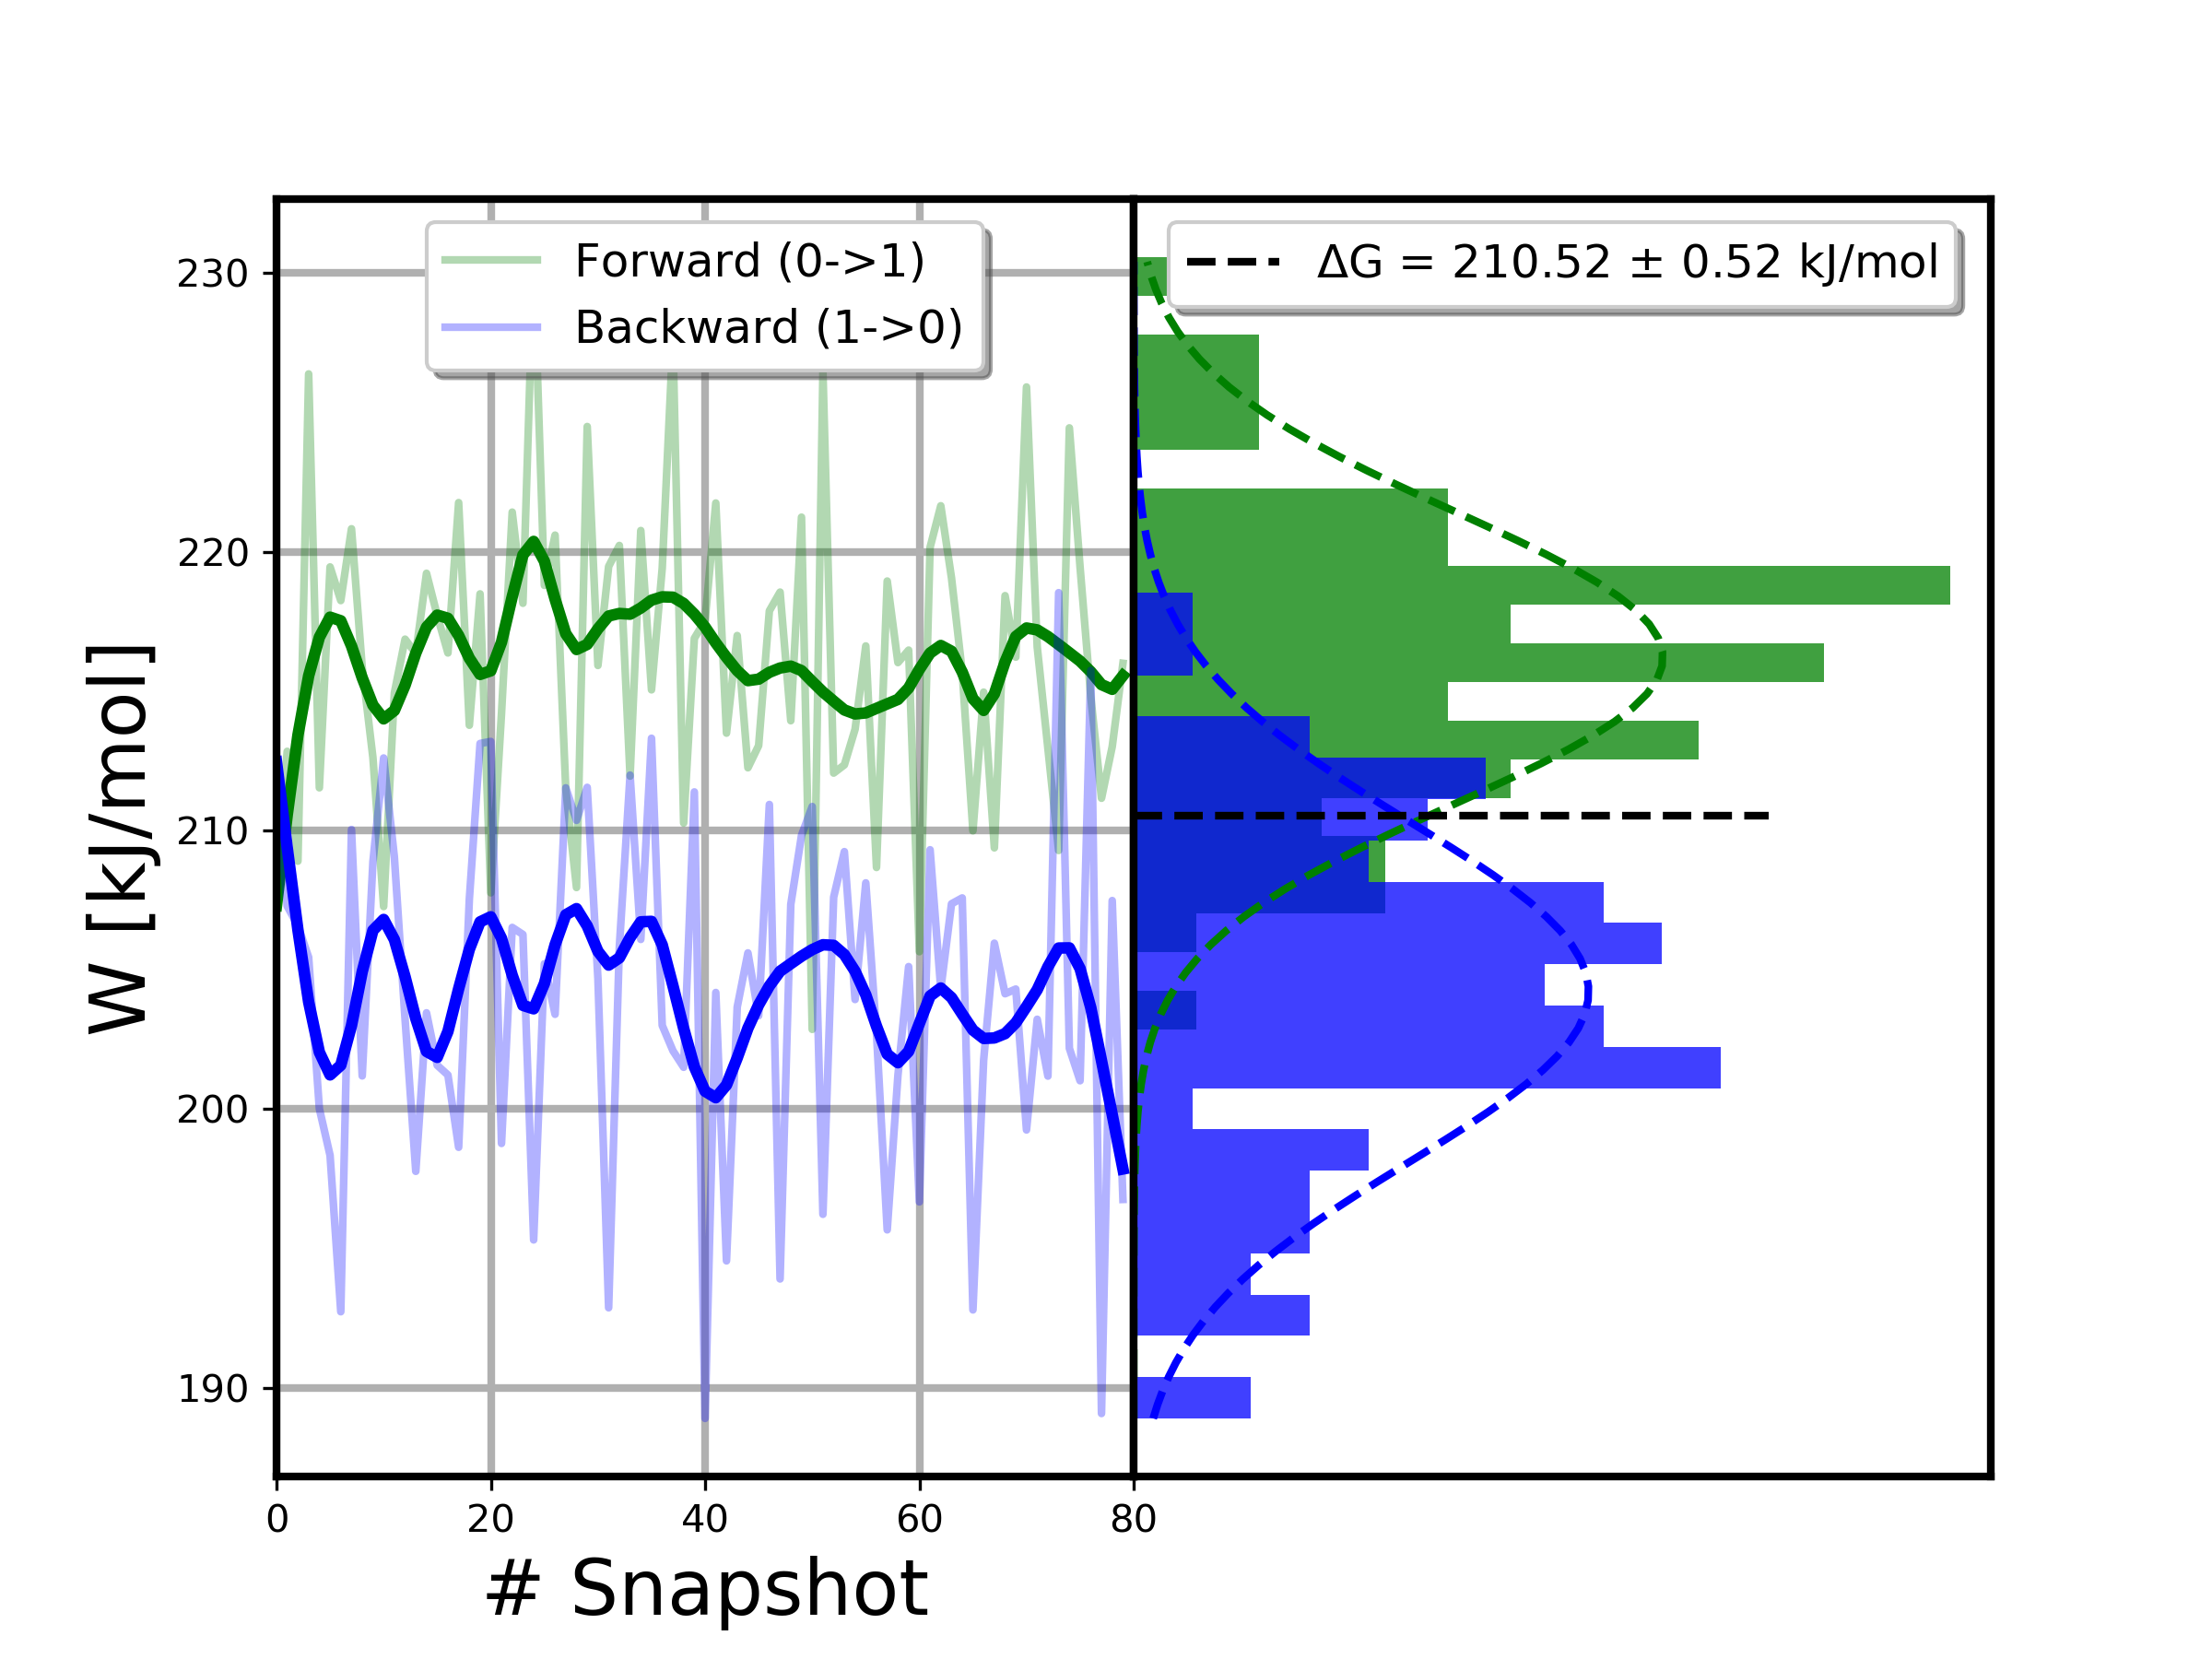 Forward (0->1)
Backward (1->0)
ΔG = 210.52 ± 0.52 kJ/mol
230
220
210
200
190
W [kJ/mol]
0
20
40
60
80
# Snapshot